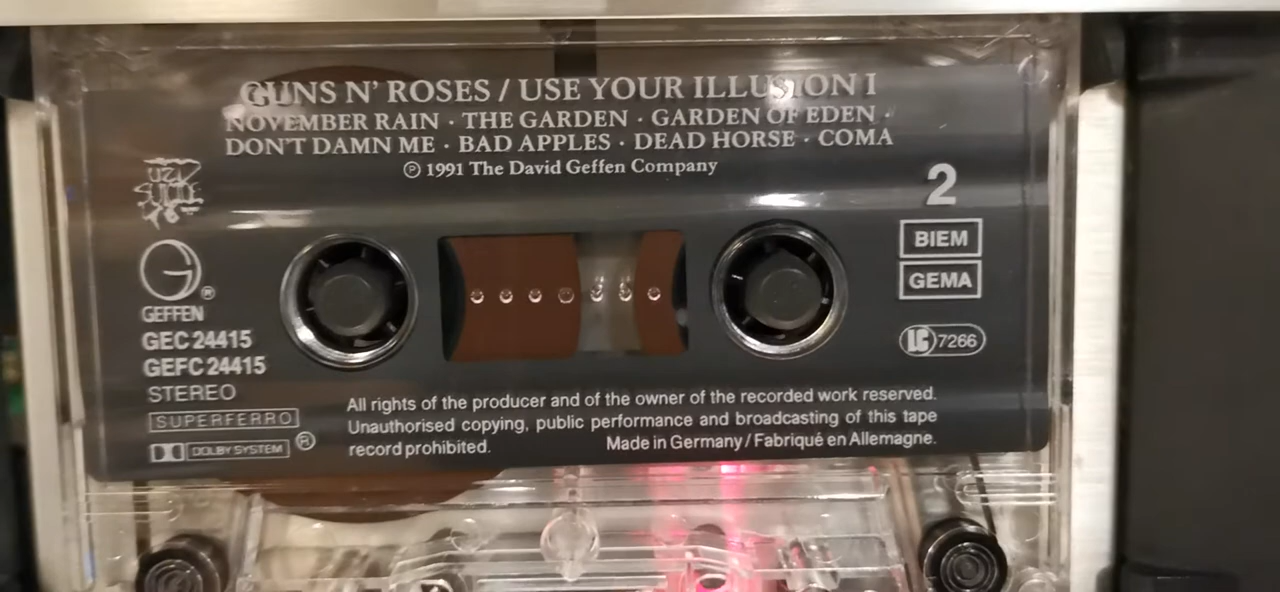 GUNS N' ROSES / USE YOUR ILLUSION I
NOVEMBER RAIN · THE GARDEN · GARDEN OF EDEN ·
DON'T DAMN ME · BAD APPLES · DEAD HORSE · COMA
℗ 1991 The David Geffen Company
2
BIEM
GEMA
LC 7266
G®
GEFFEN
GEC 24415
GEFC 24415
STEREO
SUPERFERRO
DOLBY SYSTEM ®
All rights of the producer and of the owner of the recorded work reserved.
Unauthorised copying, public performance and broadcasting of this tape
record prohibited. Made in Germany / Fabriqué en Allemagne.